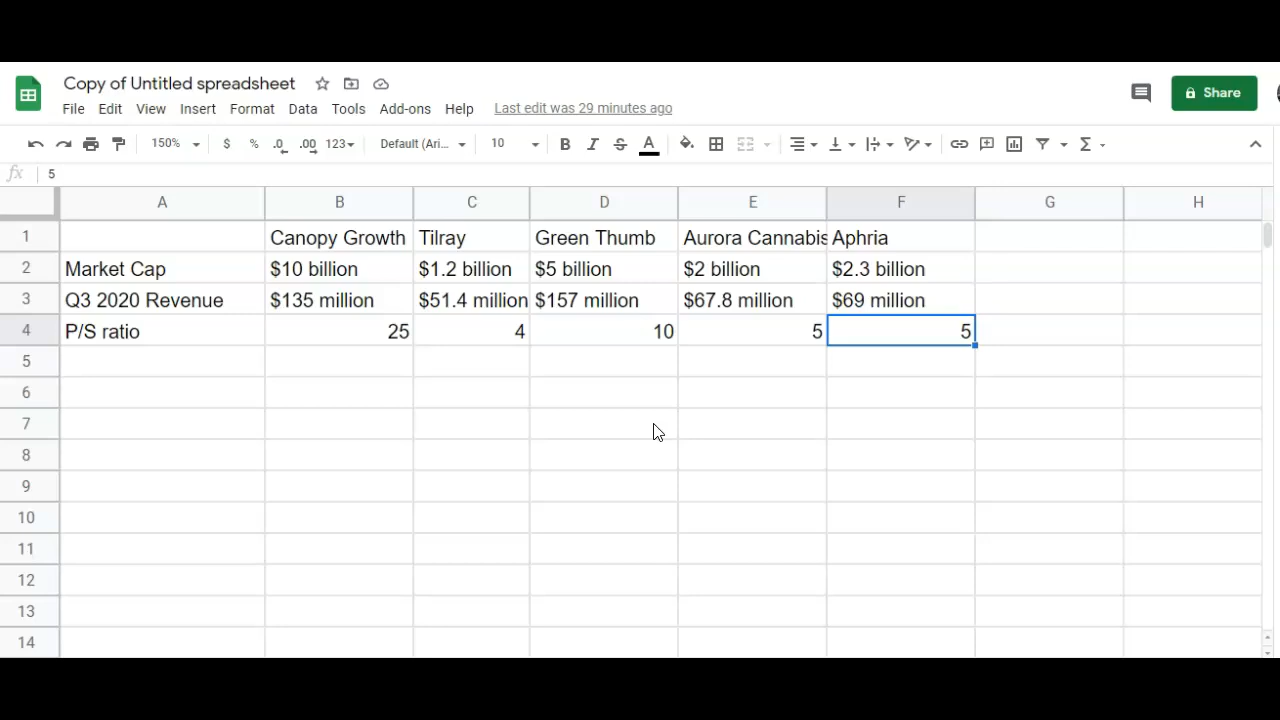 Copy of Untitled spreadsheet
Share
File Edit View Insert Format Data Tools Add-ons Help Last edit was 29 minutes ago
150% $ % .0 .00 123 Default (Ari... 10 B I S A Σ
fx 5
A B C D E F G H
1 Canopy Growth Tilray Green Thumb Aurora Cannabis Aphria
2 Market Cap $10 billion $1.2 billion $5 billion $2 billion $2.3 billion
3 Q3 2020 Revenue $135 million $51.4 million $157 million $67.8 million $69 million
4 P/S ratio 25 4 10 5 5
5
6
7
8
9
10
11
12
13
14